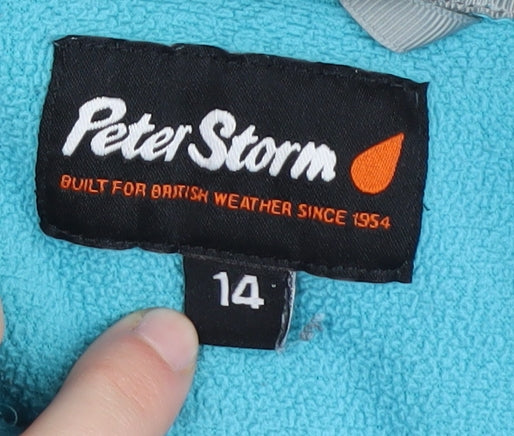 Peter Storm
BUILT FOR BRITISH WEATHER SINCE 1954
14